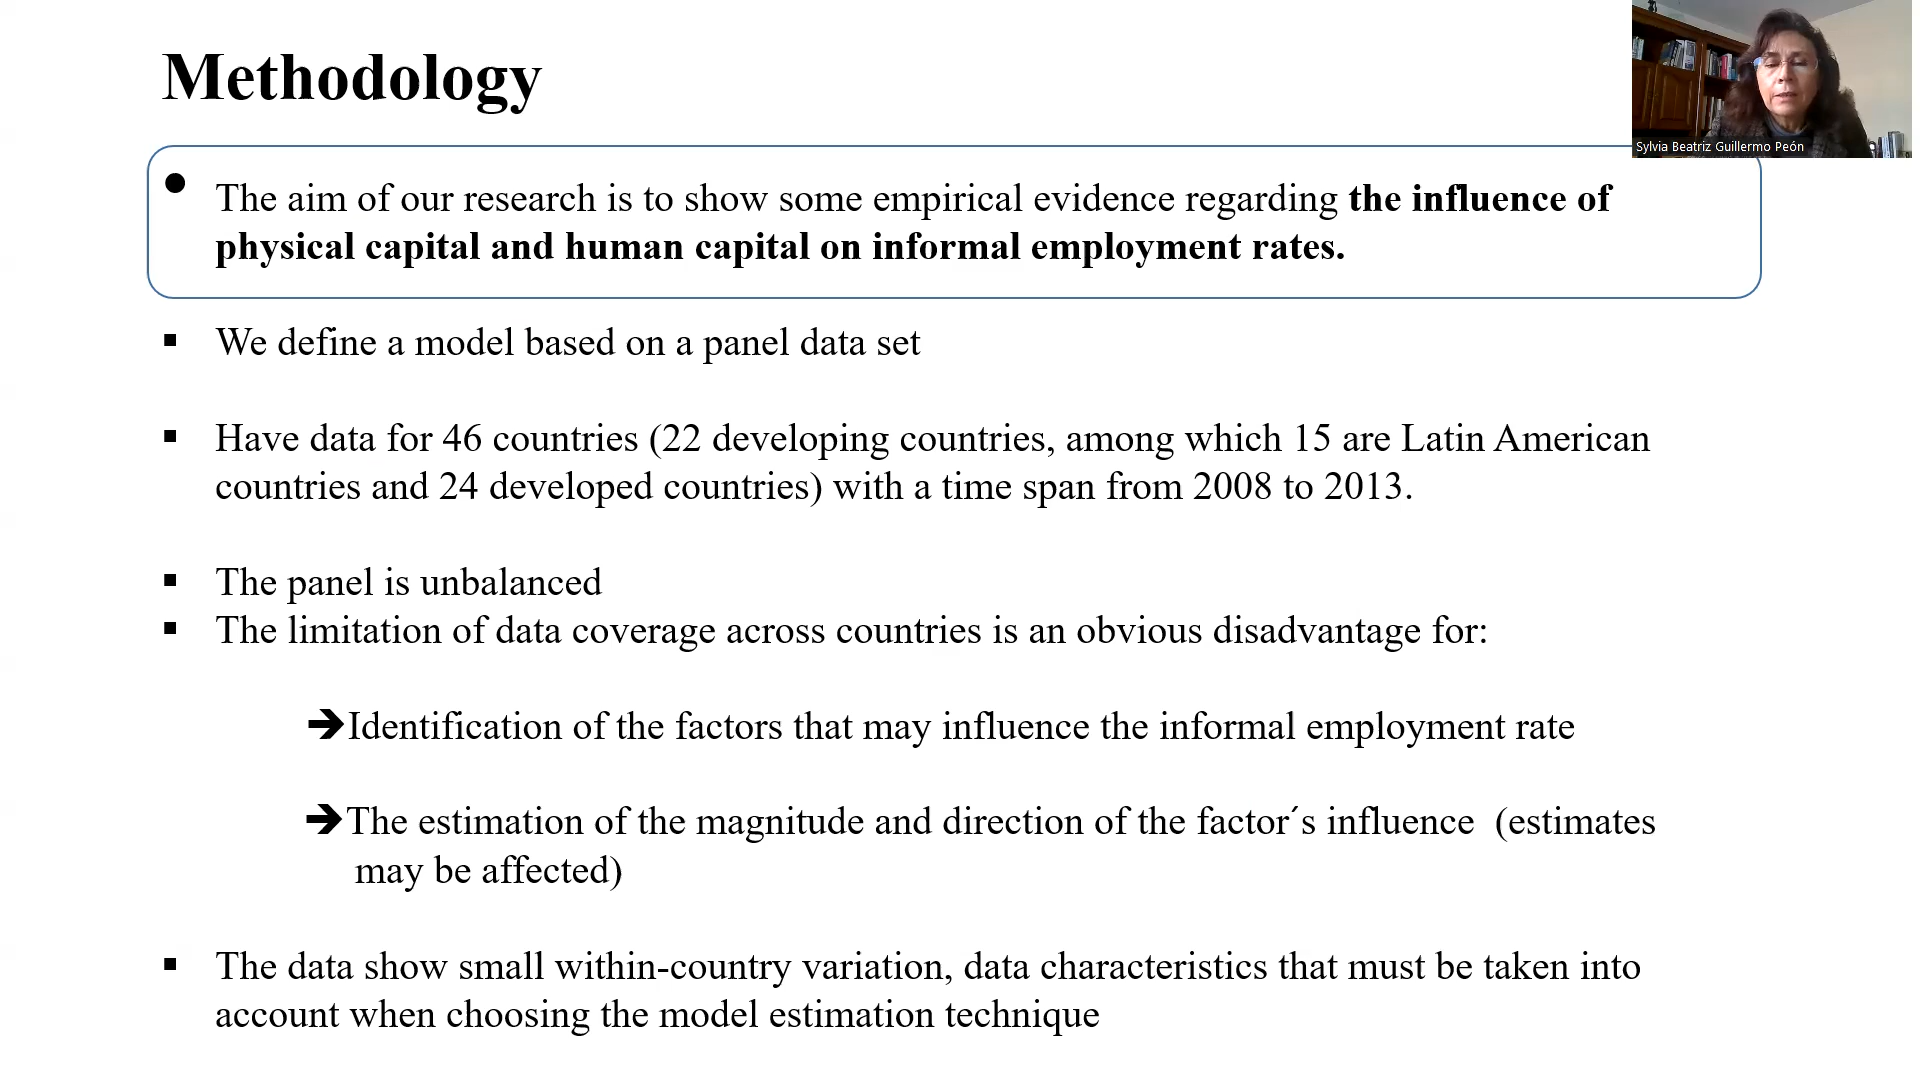 Methodology
Sylvia Beatriz Guillermo Peón
● The aim of our research is to show some empirical evidence regarding the influence of
physical capital and human capital on informal employment rates.
▪ We define a model based on a panel data set
▪ Have data for 46 countries (22 developing countries, among which 15 are Latin American
countries and 24 developed countries) with a time span from 2008 to 2013.
▪ The panel is unbalanced
▪ The limitation of data coverage across countries is an obvious disadvantage for:
➔Identification of the factors that may influence the informal employment rate
➔The estimation of the magnitude and direction of the factor´s influence (estimates
may be affected)
▪ The data show small within-country variation, data characteristics that must be taken into
account when choosing the model estimation technique